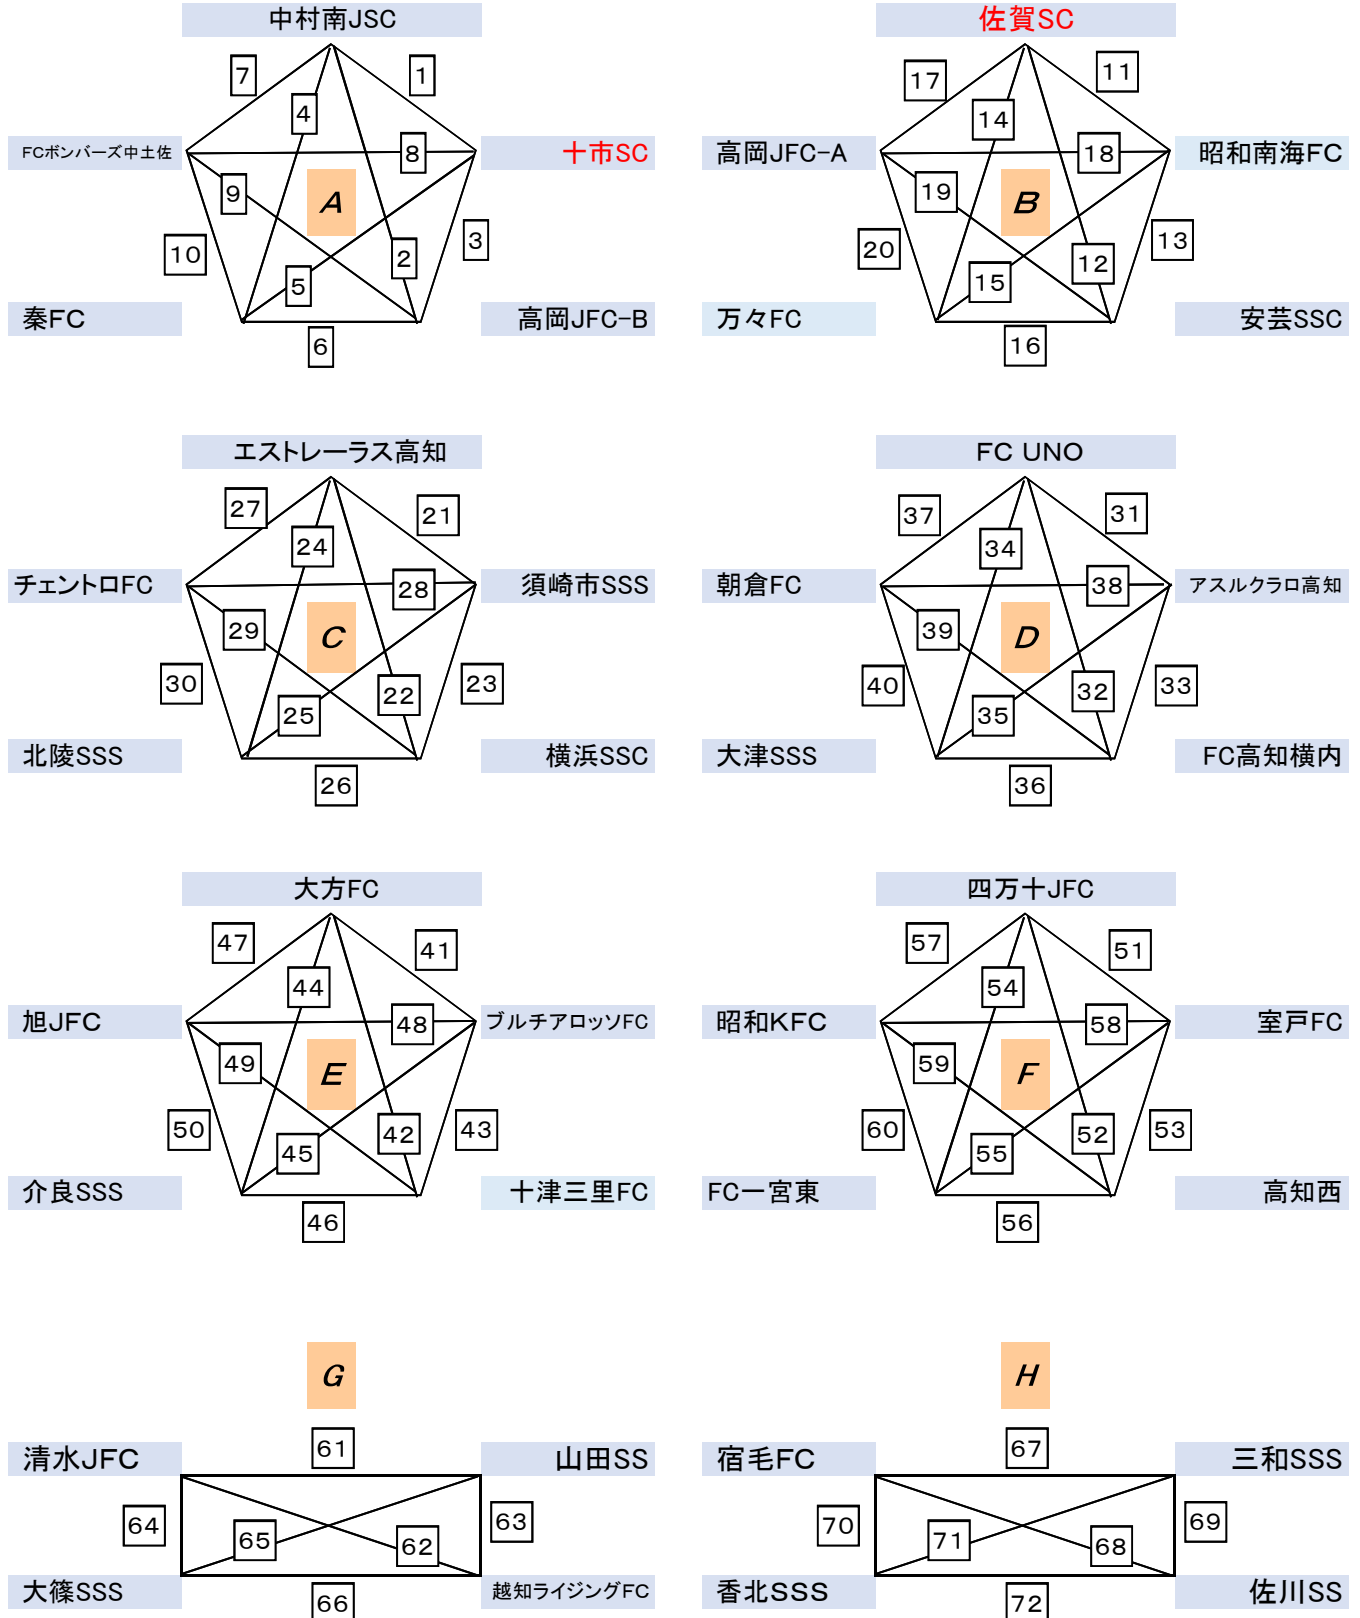 中村南JSC
佐賀SC
7
1
17
11
4
14
FCボンバーズ中土佐
8
十市SC
高岡JFC-A
18
昭和南海FC
9
A
19
B
10
2
3
20
12
13
5
15
秦FC
高岡JFC-B
万々FC
安芸SSC
6
16
エストレーラス高知
FC UNO
27
21
37
31
24
34
チェントロFC
28
須崎市SSS
朝倉FC
38
アスルクラロ高知
29
C
39
D
30
22
23
40
32
33
25
35
北陵SSS
横浜SSC
大津SSS
FC高知横内
26
36
大方FC
四万十JFC
47
41
57
51
44
54
旭JFC
48
ブルチアロッソFC
昭和KFC
58
室戸FC
49
E
59
F
50
42
43
60
52
53
45
55
介良SSS
十津三里FC
FC一宮東
高知西
46
56
G
H
61
67
清水JFC
山田SS
宿毛FC
三和SSS
64
65
62
63
70
71
68
69
大篠SSS
越知ライジングFC
香北SSS
佐川SS
66
72